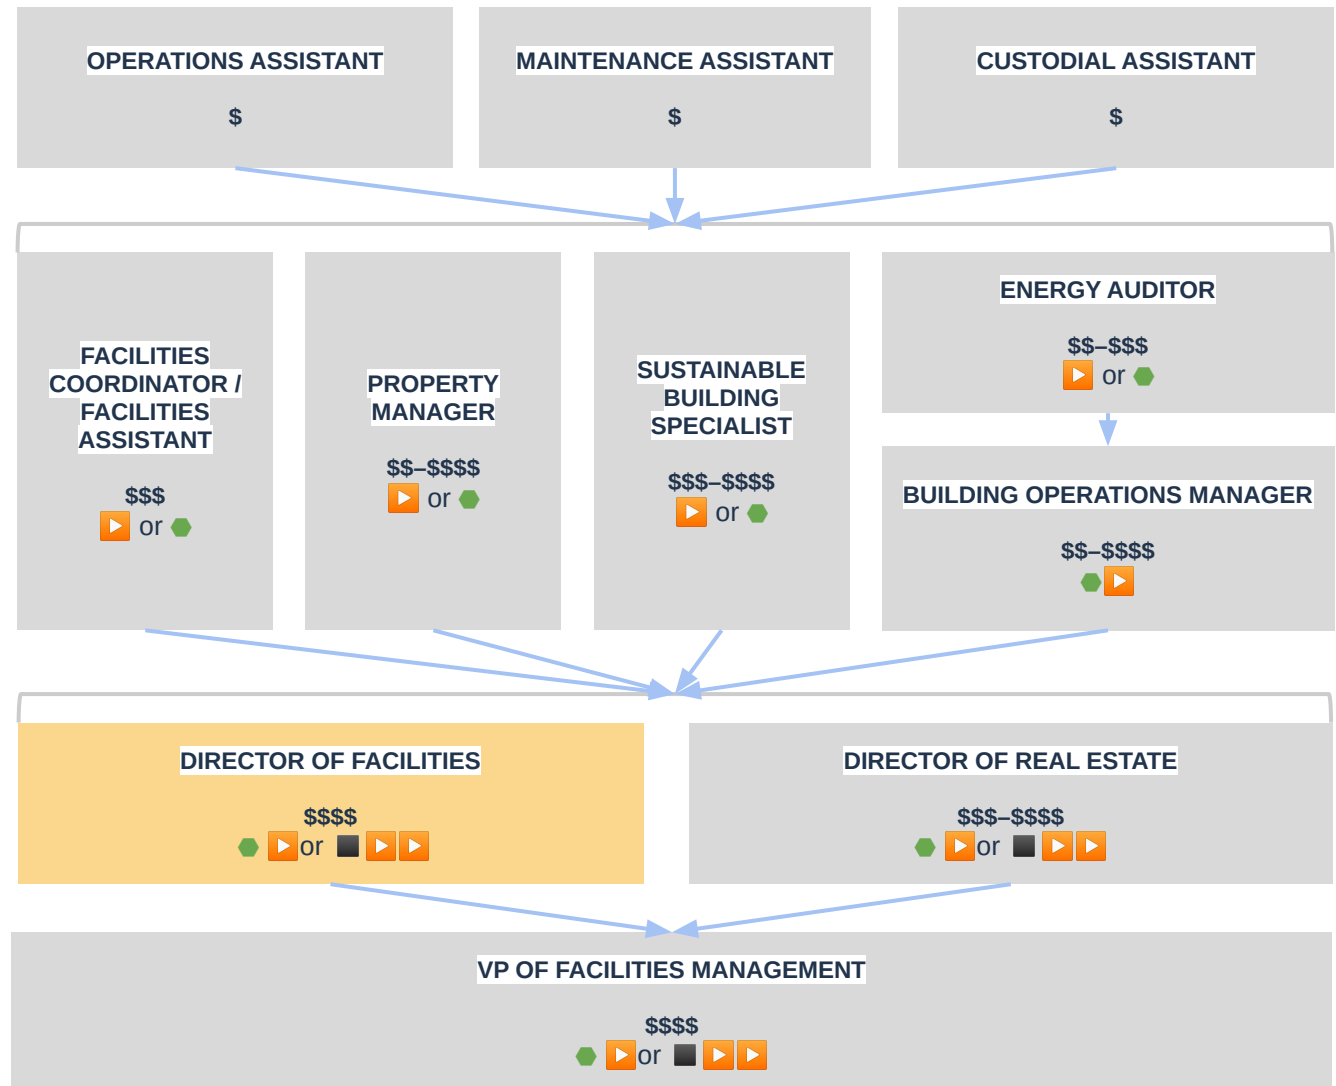 OPERATIONS ASSISTANT
$
MAINTENANCE ASSISTANT
$
CUSTODIAL ASSISTANT
$
FACILITIES
COORDINATOR /
FACILITIES
ASSISTANT
$$$
or
PROPERTY
MANAGER
$$–$$$$
or
SUSTAINABLE
BUILDING
SPECIALIST
$$$–$$$$
or
ENERGY AUDITOR
$$–$$$
or
BUILDING OPERATIONS MANAGER
$$–$$$$
DIRECTOR OF FACILITIES
$$$$
or
DIRECTOR OF REAL ESTATE
$$$–$$$$
or
VP OF FACILITIES MANAGEMENT
$$$$
or